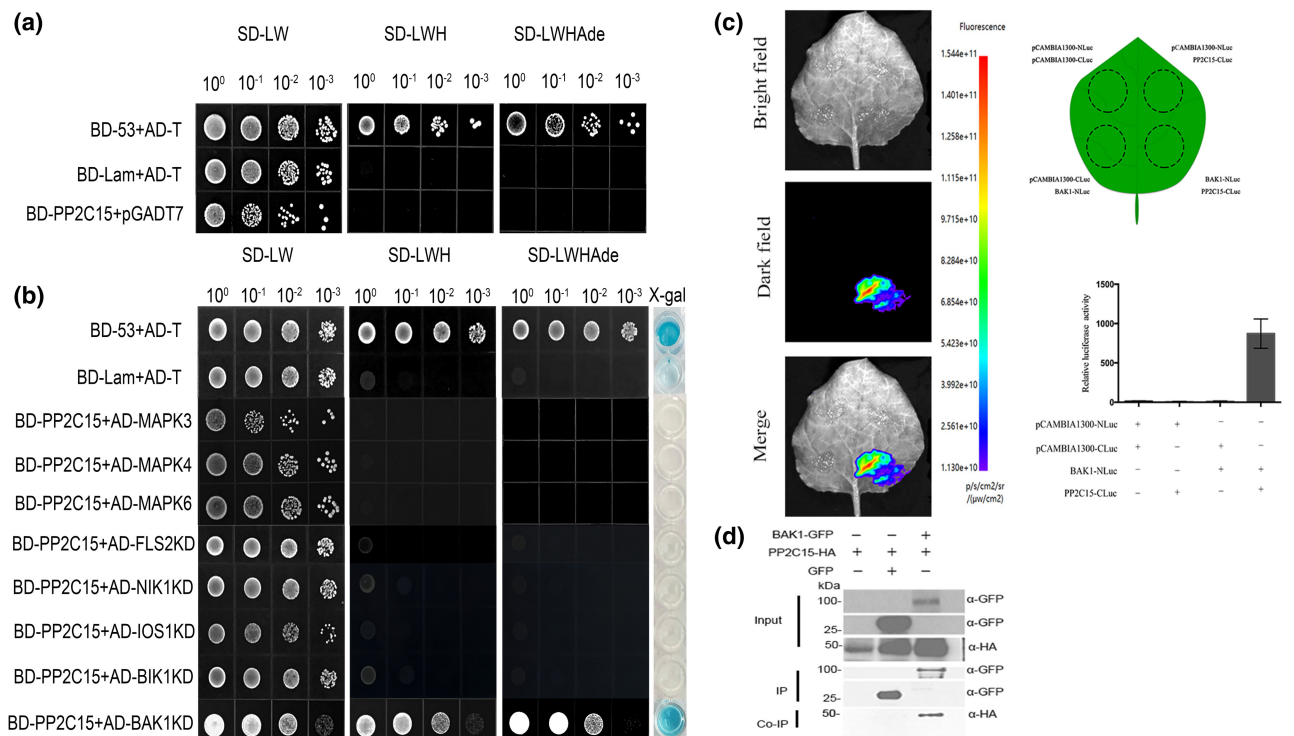 (a)
SD-LW SD-LWH SD-LWHAde
10⁰ 10⁻¹ 10⁻² 10⁻³ 10⁰ 10⁻¹ 10⁻² 10⁻³ 10⁰ 10⁻¹ 10⁻² 10⁻³
BD-53+AD-T
BD-Lam+AD-T
BD-PP2C15+pGADT7
SD-LW SD-LWH SD-LWHAde
(b)
10⁰ 10⁻¹ 10⁻² 10⁻³ 10⁰ 10⁻¹ 10⁻² 10⁻³ 10⁰ 10⁻¹ 10⁻² 10⁻³ X-gal
BD-53+AD-T
BD-Lam+AD-T
BD-PP2C15+AD-MAPK3
BD-PP2C15+AD-MAPK4
BD-PP2C15+AD-MAPK6
BD-PP2C15+AD-FLS2KD
BD-PP2C15+AD-NIK1KD
BD-PP2C15+AD-IOS1KD
BD-PP2C15+AD-BIK1KD
BD-PP2C15+AD-BAK1KD
(c)
Bright field
Dark field
Merge
Fluorescence
1.544e+11
1.401e+11
1.258e+11
1.115e+11
9.715e+10
8.284e+10
6.854e+10
5.423e+10
3.992e+10
2.561e+10
1.130e+10
p/s/cm2/sr
/(μw/cm2)
pCAMBIA1300-NLuc
pCAMBIA1300-CLuc
pCAMBIA1300-NLuc
PP2C15-CLuc
pCAMBIA1300-CLuc
BAK1-NLuc
BAK1-NLuc
PP2C15-CLuc
Relative luciferase activity
1500
1000
500
0
pCAMBIA1300-NLuc + + – –
pCAMBIA1300-CLuc + – + –
BAK1-NLuc – – + +
PP2C15-CLuc – + – +
(d)
BAK1-GFP – – +
PP2C15-HA + + +
GFP – + –
kDa
Input
100- α-GFP
25- α-GFP
50- α-HA
IP
100- α-GFP
25- α-GFP
Co-IP
50- α-HA